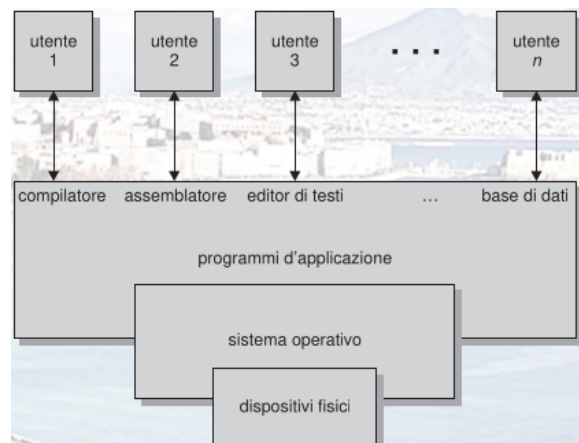 utente
1
utente
2
utente
3
. . .
utente
n
compilatore assemblatore editor di testi ... base di dati
programmi d'applicazione
sistema operativo
dispositivi fisici